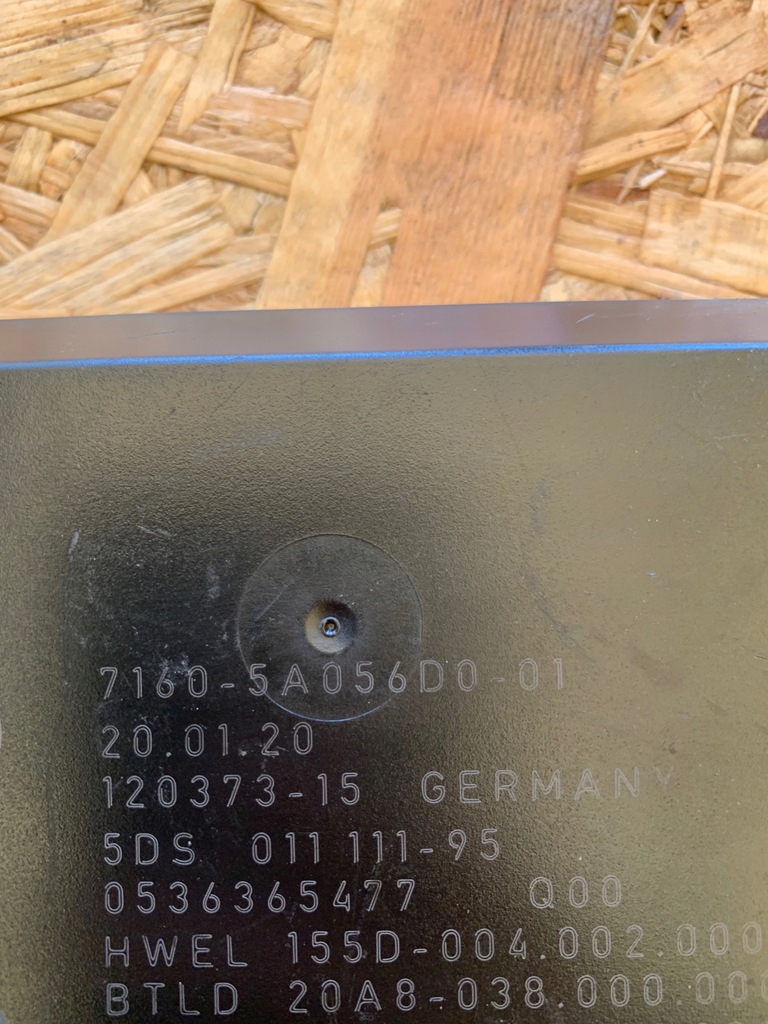 7160-5A056D0-01
20.01.20
120373-15 GERMANY
5DS 011 111-95
0536365477 Q00
HWEL 155D-004.002.000
BTLD 20A8-038.000.000